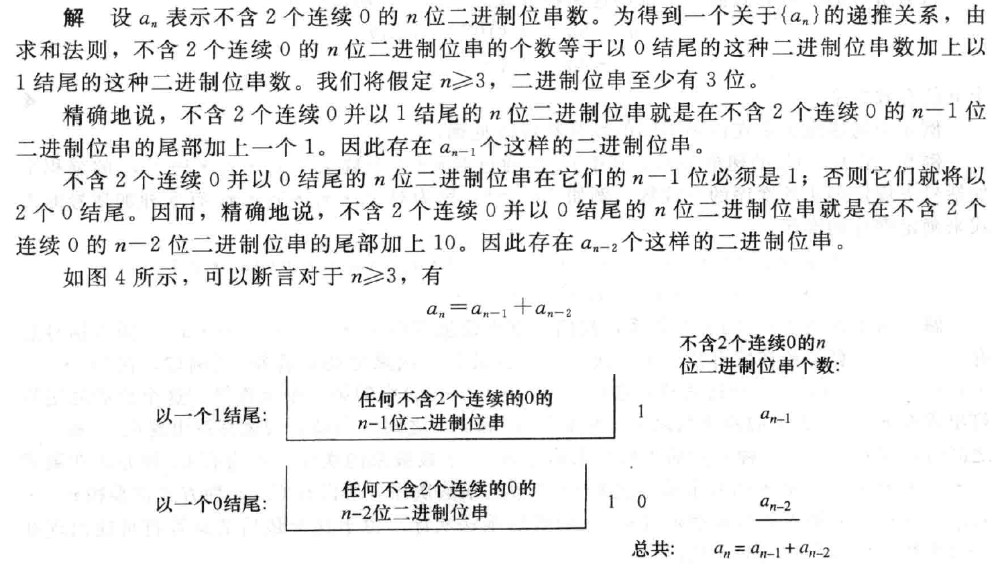 解 设 aₙ 表示不含 2 个连续 0 的 n 位二进制位串数。为得到一个关于{aₙ}的递推关系，由
求和法则，不含 2 个连续 0 的 n 位二进制位串的个数等于以 0 结尾的这种二进制位串数加上以
1 结尾的这种二进制位串数。我们将假定 n⩾3，二进制位串至少有 3 位。
精确地说，不含 2 个连续 0 并以 1 结尾的 n 位二进制位串就是在不含 2 个连续 0 的 n－1 位
二进制位串的尾部加上一个 1。因此存在 aₙ₋₁个这样的二进制位串。
不含 2 个连续 0 并以 0 结尾的 n 位二进制位串在它们的 n－1 位必须是 1；否则它们就将以
2 个 0 结尾。因而，精确地说，不含 2 个连续 0 并以 0 结尾的 n 位二进制位串就是在不含 2 个
连续 0 的 n－2 位二进制位串的尾部加上 10。因此存在 aₙ₋₂个这样的二进制位串。
如图 4 所示，可以断言对于 n⩾3，有
aₙ＝aₙ₋₁＋aₙ₋₂
不含2个连续0的n
位二进制位串个数:
以一个1结尾: 任何不含2个连续的0的
n-1位二进制位串 1 aₙ₋₁
以一个0结尾: 任何不含2个连续的0的
n-2位二进制位串 1 0 aₙ₋₂
总共: aₙ = aₙ₋₁ + aₙ₋₂